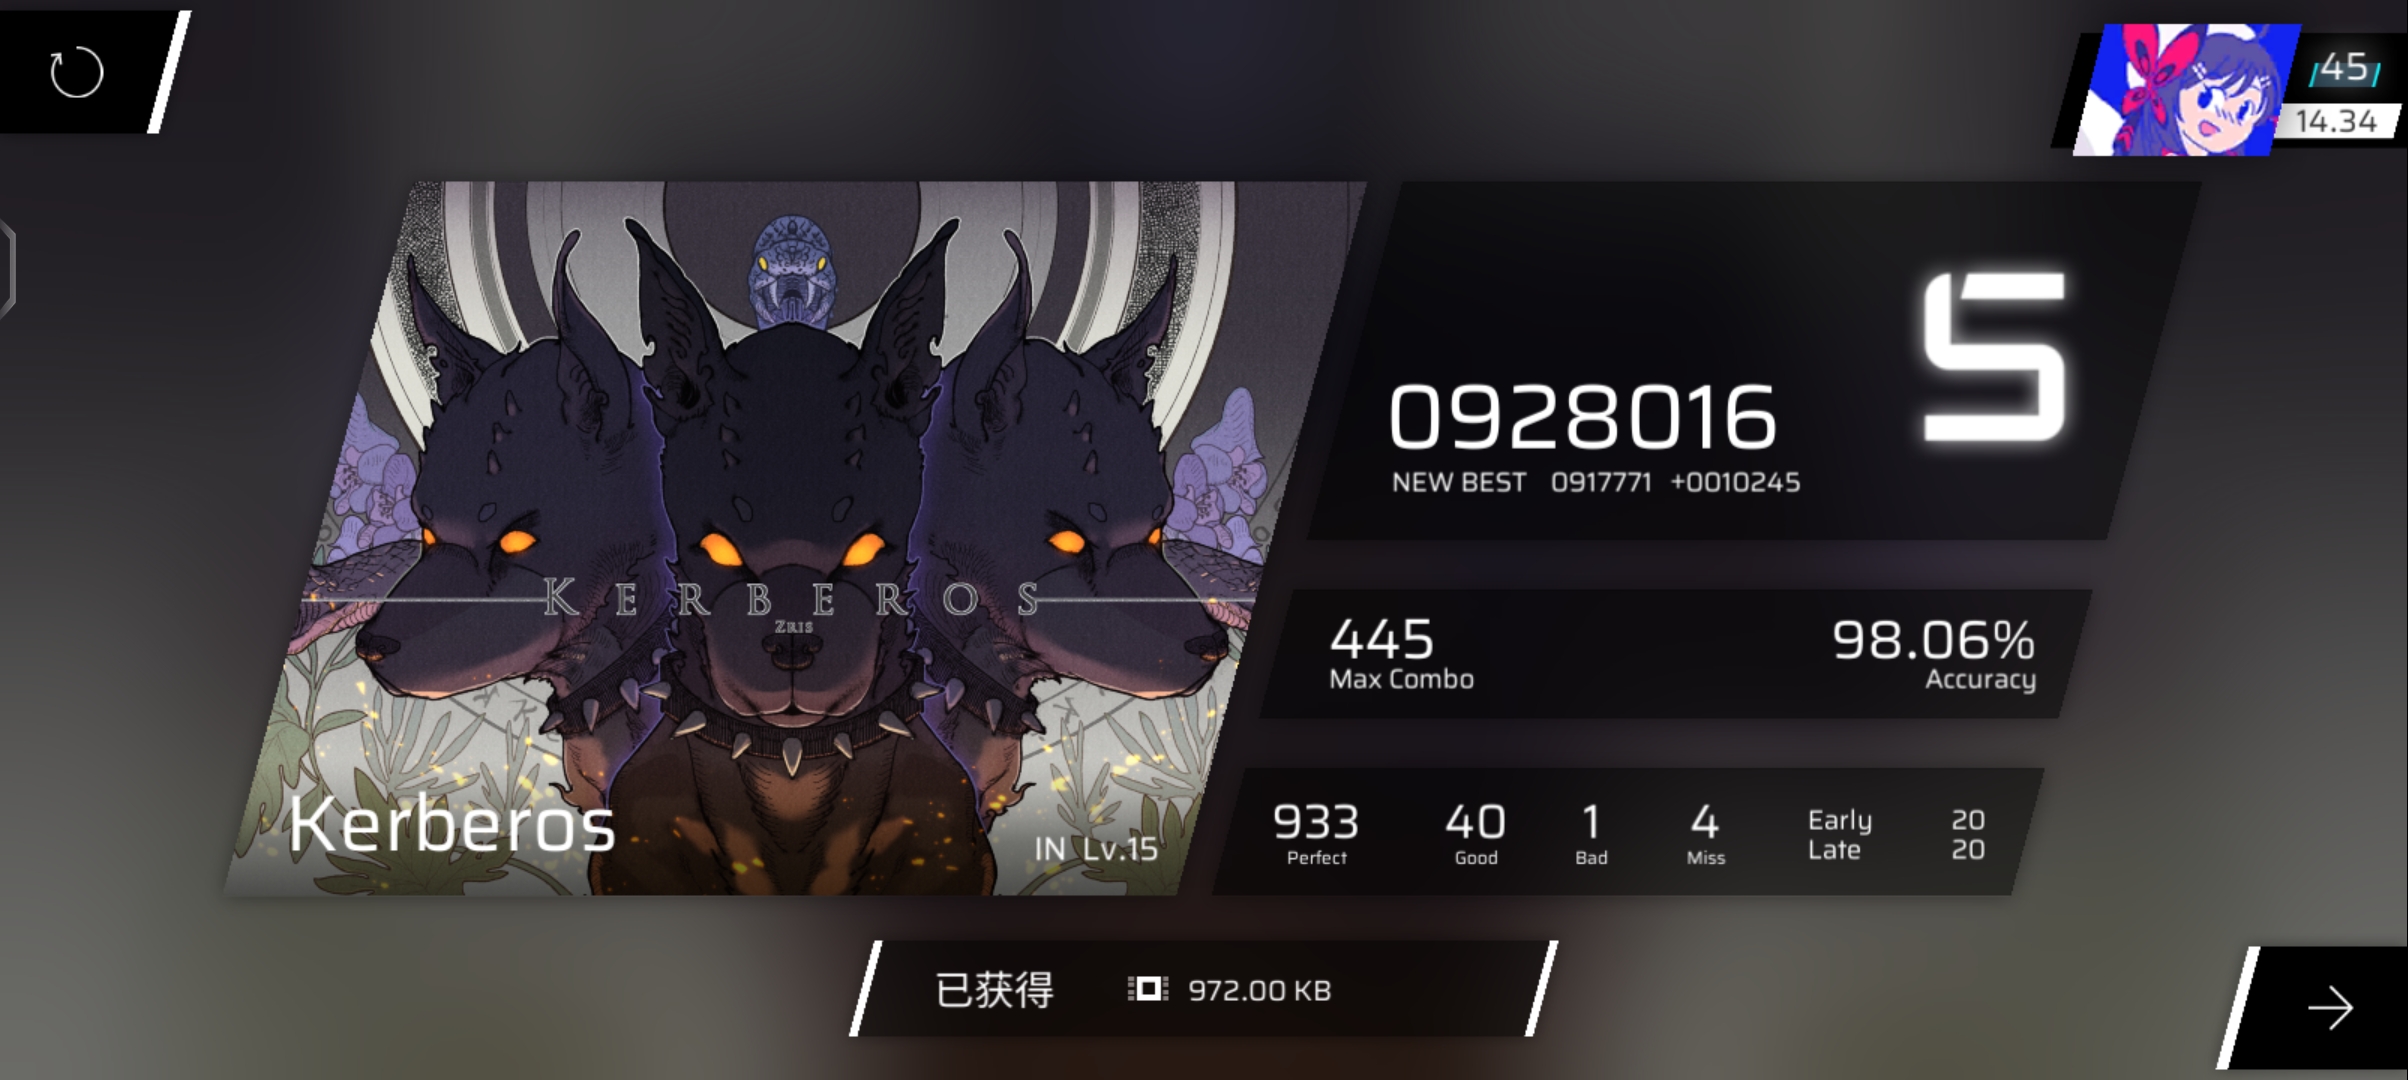 45
14.34
0928016
S
NEW BEST 0917771 +0010245
KERBEROS
ZRIS
445
Max Combo
98.06%
Accuracy
Kerberos
IN Lv.15
933
Perfect
40
Good
1
Bad
4
Miss
Early 20
Late 20
已获得 972.00 KB